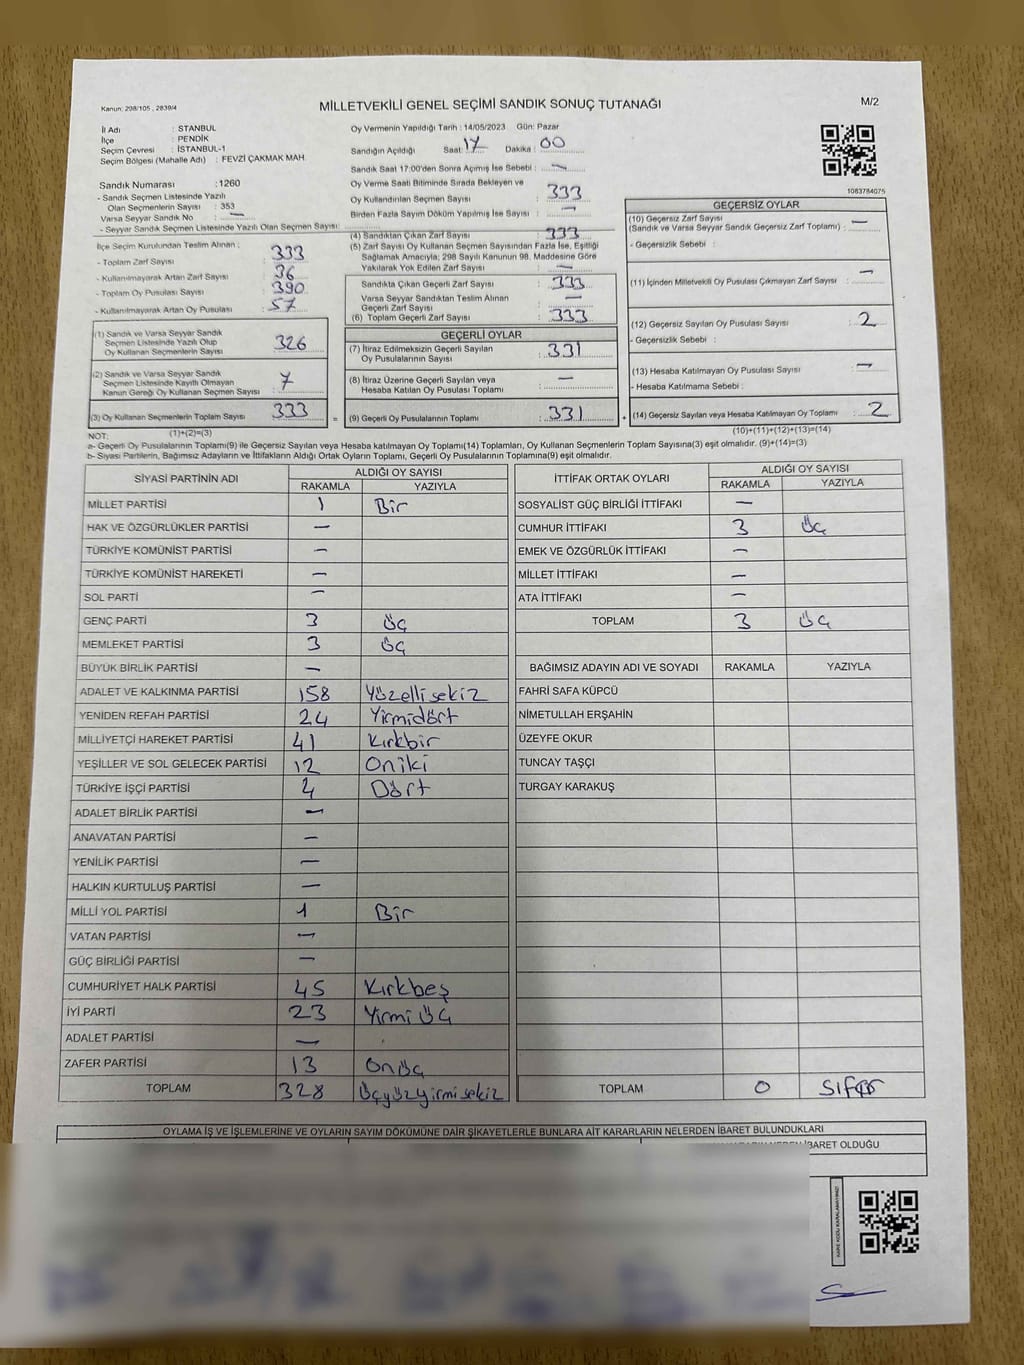 Kanun: 298/105 , 2839/4
MİLLETVEKİLİ GENEL SEÇİMİ SANDIK SONUÇ TUTANAĞI
M/2
İl Adı : STANBUL
İlçe : PENDİK
Seçim Çevresi : İSTANBUL-1
Seçim Bölgesi (Mahalle Adı) : FEVZİ ÇAKMAK MAH.
Sandık Numarası : 1260
- Sandık Seçmen Listesinde Yazılı
Olan Seçmenlerin Sayısı : 353
Varsa Seyyar Sandık No : —
- Seyyar Sandık Seçmen Listesinde Yazılı Olan Seçmen Sayısı :
İlçe Seçim Kurulundan Teslim Alınan :
- Toplam Zarf Sayısı : 333
- Kullanılmayarak Artan Zarf Sayısı : 36
- Toplam Oy Pusulası Sayısı : 390
- Kullanılmayarak Artan Oy Pusulası : 57
(1) Sandık ve Varsa Seyyar Sandık
Seçmen Listesinde Yazılı Olup
Oy Kullanan Seçmenlerin Sayısı : 326
(2) Sandık ve Varsa Seyyar Sandık
Seçmen Listesinde Kayıtlı Olmayan
Kanun Gereği Oy Kullanan Seçmen Sayısı : 7
(3) Oy Kullanan Seçmenlerin Toplam Sayısı : 333
(1)+(2)=(3)
Oy Vermenin Yapıldığı Tarih : 14/05/2023 Gün: Pazar
Sandığın Açıldığı Saat : 17 Dakika : 00
Sandık Saat 17:00'den Sonra Açımış İse Sebebi : —
Oy Verme Saati Bitiminde Sırada Bekleyen ve
Oy Kullandırılan Seçmen Sayısı : 333
Birden Fazla Sayım Döküm Yapılmış İse Sayısı : —
(4) Sandıktan Çıkan Zarf Sayısı : 333
(5) Zarf Sayısı Oy Kullanan Seçmen Sayısından Fazla İse, Eşitliği
Sağlamak Amacıyla; 298 Sayılı Kanunun 98. Maddesine Göre
Yakılarak Yok Edilen Zarf Sayısı : —
Sandıkta Çıkan Geçerli Zarf Sayısı : 333
Varsa Seyyar Sandıktan Teslim Alınan
Geçerli Zarf Sayısı : —
(6) Toplam Geçerli Zarf Sayısı : 333
GEÇERLİ OYLAR
(7) İtiraz Edilmeksizin Geçerli Sayılan
Oy Pusulalarının Sayısı : 331
(8) İtiraz Üzerine Geçerli Sayılan veya
Hesaba Katılan Oy Pusulası Toplamı : —
= (9) Geçerli Oy Pusulalarının Toplamı : 331
1083784075
GEÇERSİZ OYLAR
(10) Geçersiz Zarf Sayısı
(Sandık ve Varsa Seyyar Sandık Geçersiz Zarf Toplamı) : —
- Geçersizlik Sebebi :
(11) İçinden Milletvekili Oy Pusulası Çıkmayan Zarf Sayısı : —
(12) Geçersiz Sayılan Oy Pusulası Sayısı : 2
- Geçersizlik Sebebi :
(13) Hesaba Katılmayan Oy Pusulası Sayısı : —
- Hesaba Katılmama Sebebi :
+ (14) Geçersiz Sayılan veya Hesaba Katılmayan Oy Toplamı : 2
(10)+(11)+(12)+(13)=(14)
NOT:
a- Geçerli Oy Pusulalarının Toplamı(9) ile Geçersiz Sayılan veya Hesaba katılmayan Oy Toplamı(14) Toplamları, Oy Kullanan Seçmenlerin Toplam Sayısına(3) eşit olmalıdır. (9)+(14)=(3)
b- Siyasi Partilerin, Bağımsız Adayların ve İttifakların Aldığı Ortak Oyların Toplamı, Geçerli Oy Pusulalarının Toplamına(9) eşit olmalıdır.
SİYASİ PARTİNİN ADI ALDIĞI OY SAYISI
RAKAMLA YAZIYLA
MİLLET PARTİSİ 1 Bir
HAK VE ÖZGÜRLÜKLER PARTİSİ —
TÜRKİYE KOMÜNİST PARTİSİ —
TÜRKİYE KOMÜNİST HAREKETİ —
SOL PARTİ —
GENÇ PARTİ 3 Üç
MEMLEKET PARTİSİ 3 Üç
BÜYÜK BİRLİK PARTİSİ —
ADALET VE KALKINMA PARTİSİ 158 Yüzellisekiz
YENİDEN REFAH PARTİSİ 24 Yirmidört
MİLLİYETÇİ HAREKET PARTİSİ 41 Kırkbir
YEŞİLLER VE SOL GELECEK PARTİSİ 12 Oniki
TÜRKİYE İŞÇİ PARTİSİ 4 Dört
ADALET BİRLİK PARTİSİ —
ANAVATAN PARTİSİ —
YENİLİK PARTİSİ —
HALKIN KURTULUŞ PARTİSİ —
MİLLİ YOL PARTİSİ 1 Bir
VATAN PARTİSİ —
GÜÇ BİRLİĞİ PARTİSİ —
CUMHURİYET HALK PARTİSİ 45 Kırkbeş
İYİ PARTİ 23 Yirmi üç
ADALET PARTİSİ —
ZAFER PARTİSİ 13 Onüç
TOPLAM 328 Üçyüzyirmisekiz
İTTİFAK ORTAK OYLARI ALDIĞI OY SAYISI
RAKAMLA YAZIYLA
SOSYALİST GÜÇ BİRLİĞİ İTTİFAKI —
CUMHUR İTTİFAKI 3 Üç
EMEK VE ÖZGÜRLÜK İTTİFAKI —
MİLLET İTTİFAKI —
ATA İTTİFAKI —
TOPLAM 3 Üç
BAĞIMSIZ ADAYIN ADI VE SOYADI RAKAMLA YAZIYLA
FAHRİ SAFA KÜPCÜ
NİMETULLAH ERŞAHİN
ÜZEYFE OKUR
TUNCAY TAŞÇI
TURGAY KARAKUŞ
TOPLAM 0 Sıfır
OYLAMA İŞ VE İŞLEMLERİNE VE OYLARIN SAYIM DÖKÜMÜNE DAİR ŞİKAYETLERLE BUNLARA AİT KARARLARIN NELERDEN İBARET BULUNDUKLARI
İBARET OLDUĞU